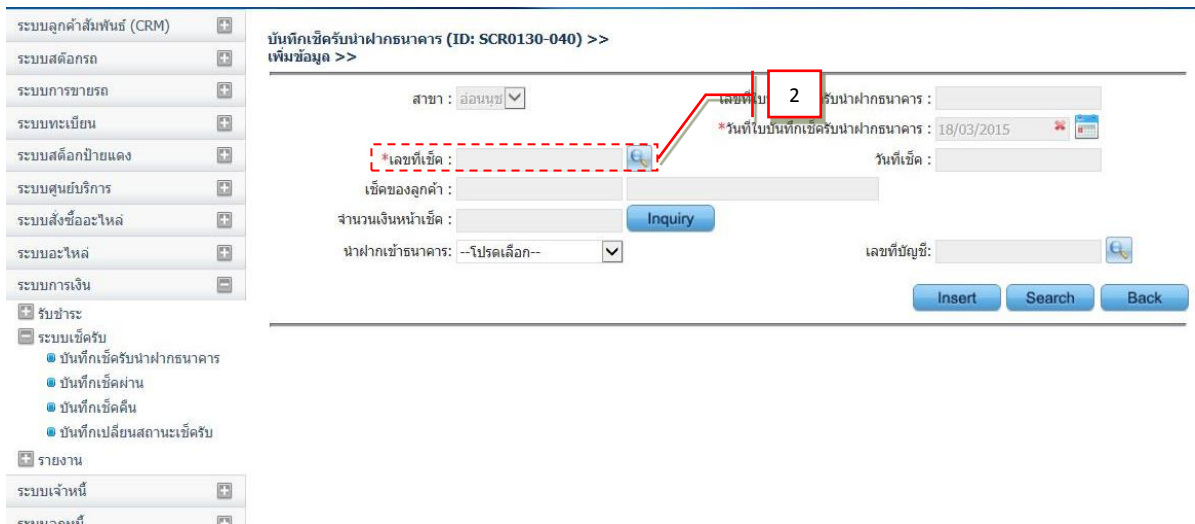 ระบบลูกค้าสัมพันธ์ (CRM)
ระบบสต๊อกรถ
ระบบการขายรถ
ระบบทะเบียน
ระบบสต็อกป้ายแดง
ระบบศูนย์บริการ
ระบบสั่งซื้ออะไหล่
ระบบอะไหล่
ระบบการเงิน
รับชำระ
ระบบเช็ครับ
บันทึกเช็ครับนำฝากธนาคาร
บันทึกเช็คผ่าน
บันทึกเช็คคืน
บันทึกเปลี่ยนสถานะเช็ครับ
รายงาน
ระบบเจ้าหนี้
บันทึกเช็ครับนำฝากธนาคาร (ID: SCR0130-040) >>
เพิ่มข้อมูล >>
สาขา : อ่อนนุช เลขที่ใบ 2 รับนำฝากธนาคาร :
*วันที่ใบบันทึกเช็ครับนำฝากธนาคาร : 18/03/2015
*เลขที่เช็ค : วันที่เช็ค :
เช็คของลูกค้า :
จำนวนเงินหน้าเช็ค : Inquiry
นำฝากเข้าธนาคาร: --โปรดเลือก-- เลขที่บัญชี:
Insert Search Back